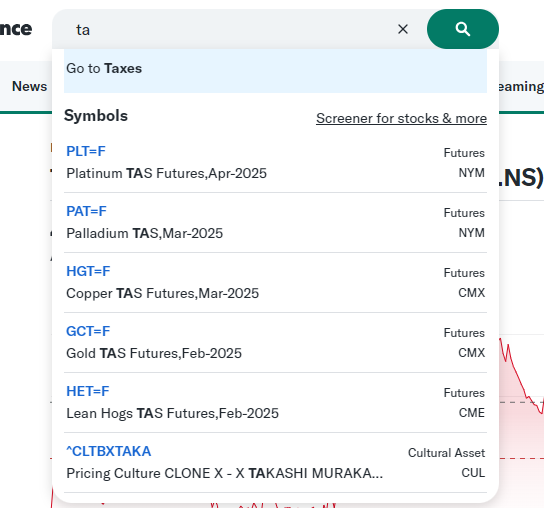 nce
ta
News
eaming
Go to Taxes
Symbols
Screener for stocks & more
PLT=F
Futures
Platinum TAS Futures,Apr-2025
NYM
.NS)
PAT=F
Futures
Palladium TAS,Mar-2025
NYM
HGT=F
Futures
Copper TAS Futures,Mar-2025
CMX
GCT=F
Futures
Gold TAS Futures,Feb-2025
CMX
HET=F
Futures
Lean Hogs TAS Futures,Feb-2025
CME
^CLTBXTAKA
Cultural Asset
Pricing Culture CLONE X - X TAKASHI MURAKA...
CUL